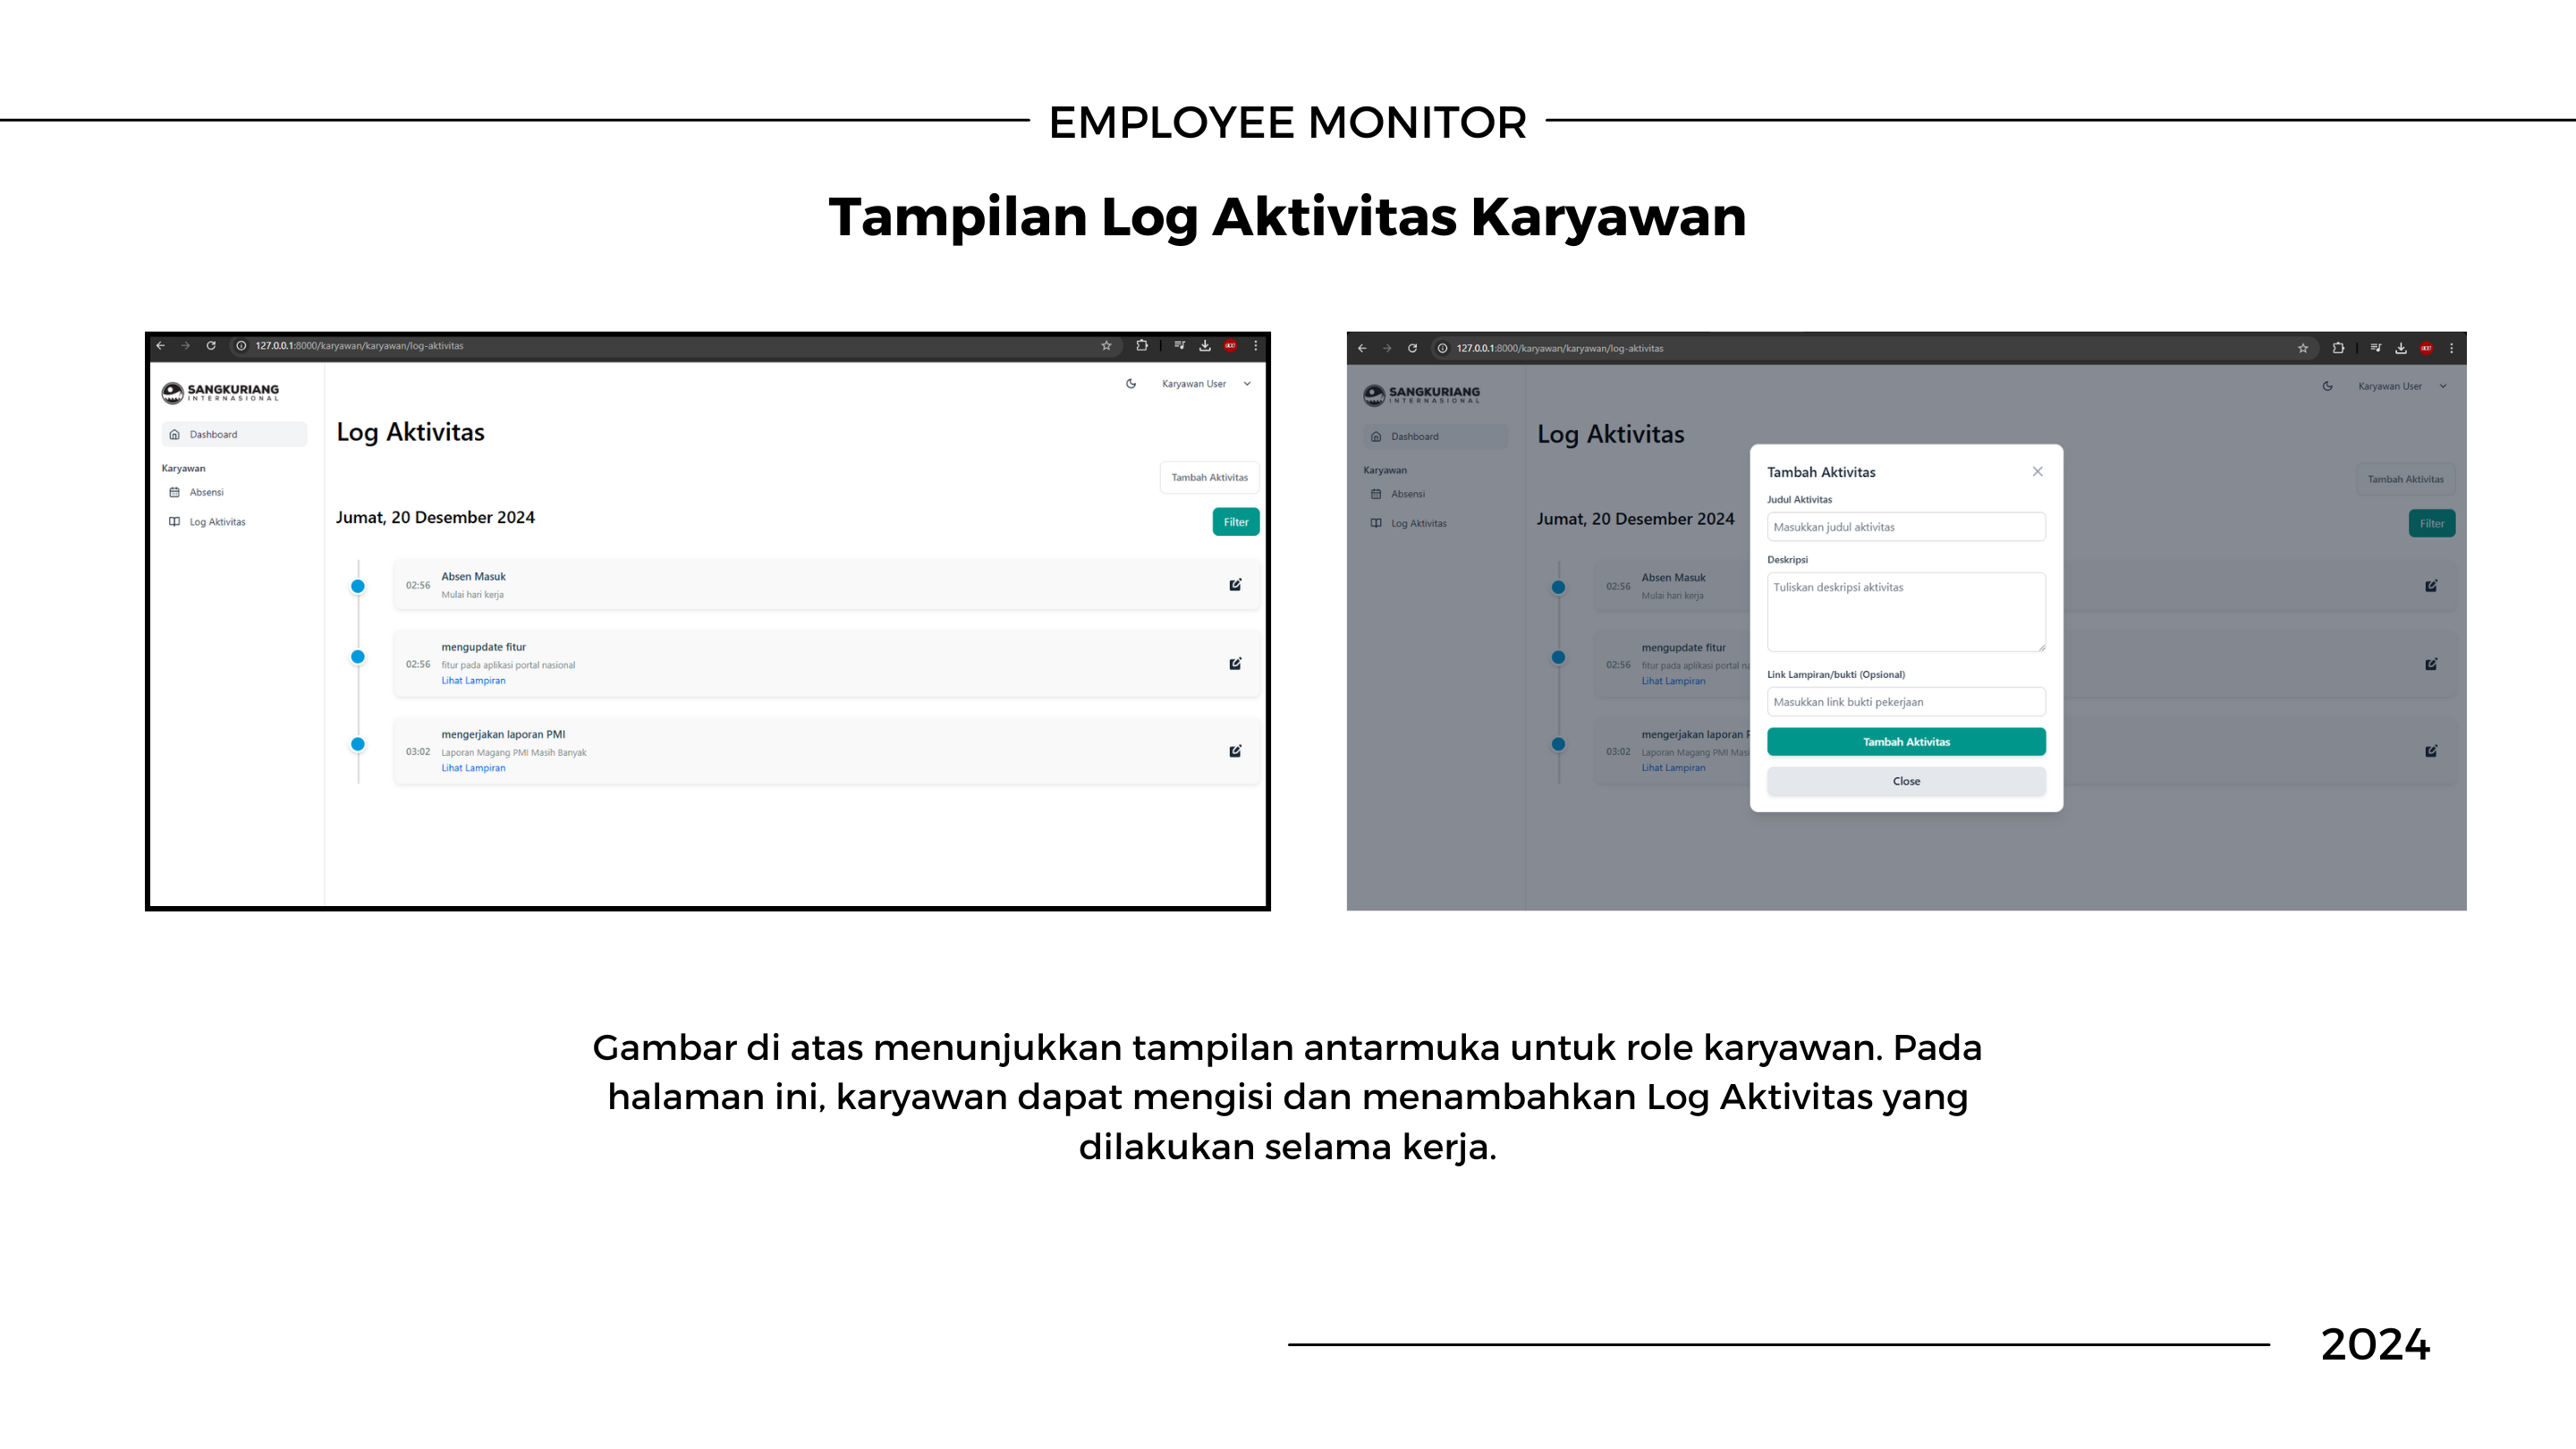 EMPLOYEE MONITOR
Tampilan Log Aktivitas Karyawan
127.0.0.1:8000/karyawan/karyawan/log-aktivitas
SANGKURIANG
INTERNASIONAL
Karyawan User
Dashboard
Karyawan
Absensi
Log Aktivitas
Log Aktivitas
Tambah Aktivitas
Jumat, 20 Desember 2024
Filter
02:56
Absen Masuk
Mulai hari kerja
02:56
mengupdate fitur
fitur pada aplikasi portal nasional
Lihat Lampiran
03:02
mengerjakan laporan PMI
Laporan Magang PMI Masih Banyak
Lihat Lampiran
127.0.0.1:8000/karyawan/karyawan/log-aktivitas
SANGKURIANG
INTERNASIONAL
Karyawan User
Dashboard
Karyawan
Absensi
Log Aktivitas
Log Aktivitas
Tambah Aktivitas
Jumat, 20 Desember 2024
Filter
02:56
Absen Masuk
Mulai hari kerja
02:56
mengupdate fitur
fitur pada aplikasi portal
Lihat Lampiran
03:02
mengerjakan laporan
Laporan Magang PMI
Lihat Lampiran
Tambah Aktivitas
Judul Aktivitas
Masukkan judul aktivitas
Deskripsi
Tuliskan deskripsi aktivitas
Link Lampiran/bukti (Opsional)
Masukkan link bukti pekerjaan
Tambah Aktivitas
Close
Gambar di atas menunjukkan tampilan antarmuka untuk role karyawan. Pada
halaman ini, karyawan dapat mengisi dan menambahkan Log Aktivitas yang
dilakukan selama kerja.
2024